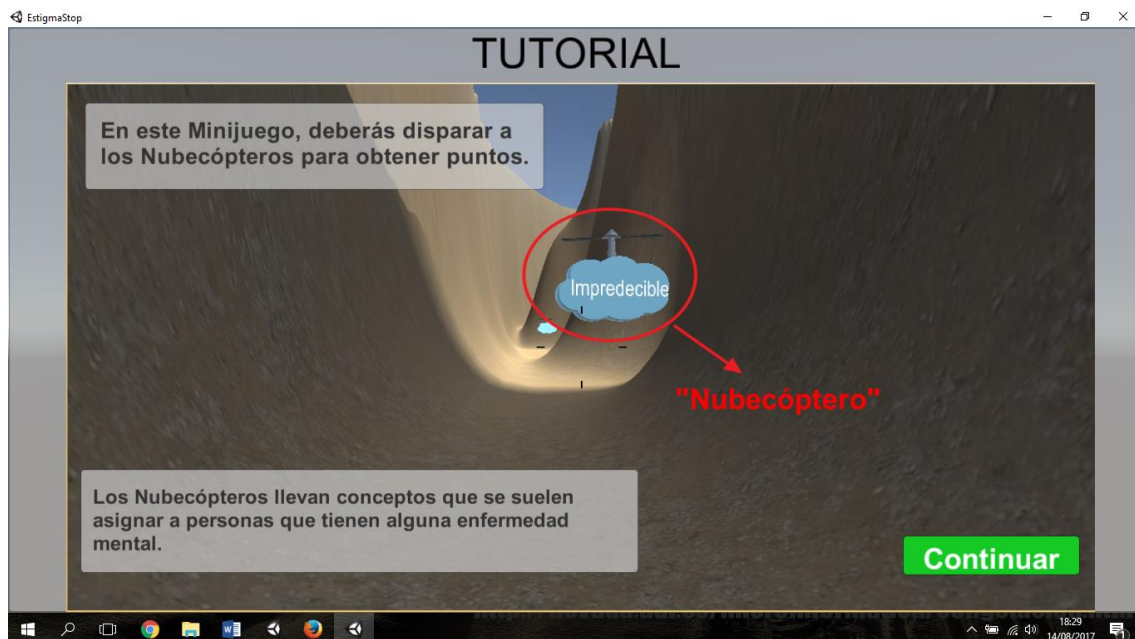 EstigmaStop
TUTORIAL
En este Minijuego, deberás disparar a
los Nubecópteros para obtener puntos.
Impredecible
"Nubecóptero"
Los Nubecópteros llevan conceptos que se suelen
asignar a personas que tienen alguna enfermedad
mental.
Continuar
18:29
14/08/2017